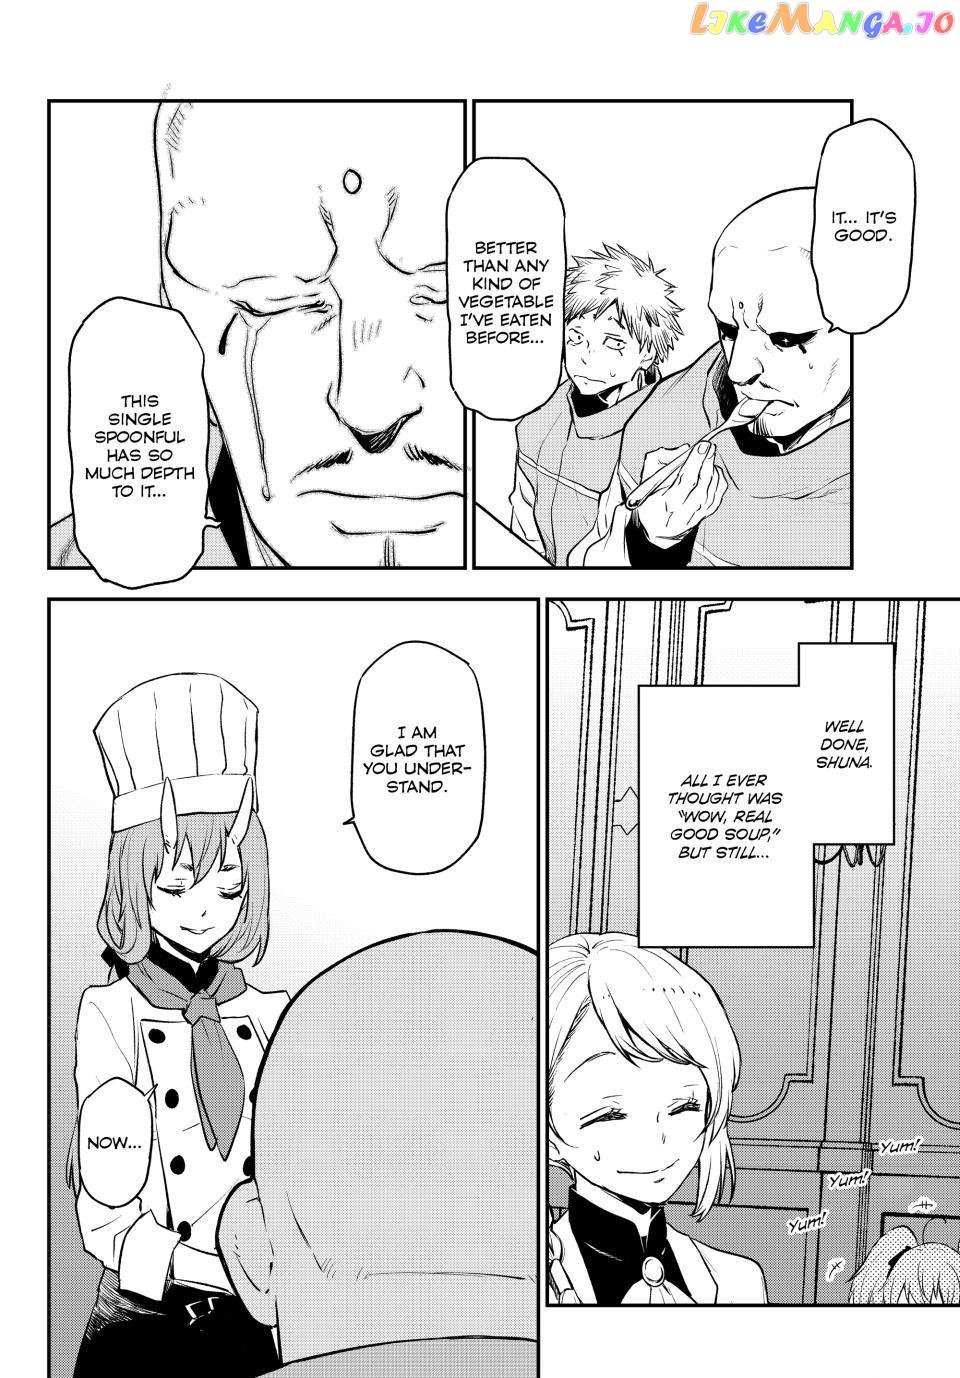 LIKEMANGA.IO
IT... IT'S
GOOD.
BETTER
THAN ANY
KIND OF
VEGETABLE
I'VE EATEN
BEFORE...
THIS
SINGLE
SPOONFUL
HAS SO
MUCH DEPTH
TO IT...
WELL
DONE,
SHUNA.
ALL I EVER
THOUGHT WAS
"WOW, REAL
GOOD SOUP,"
BUT STILL...
Yum!
Yum!
Yum!
I AM
GLAD THAT
YOU UNDER-
STAND.
NOW...